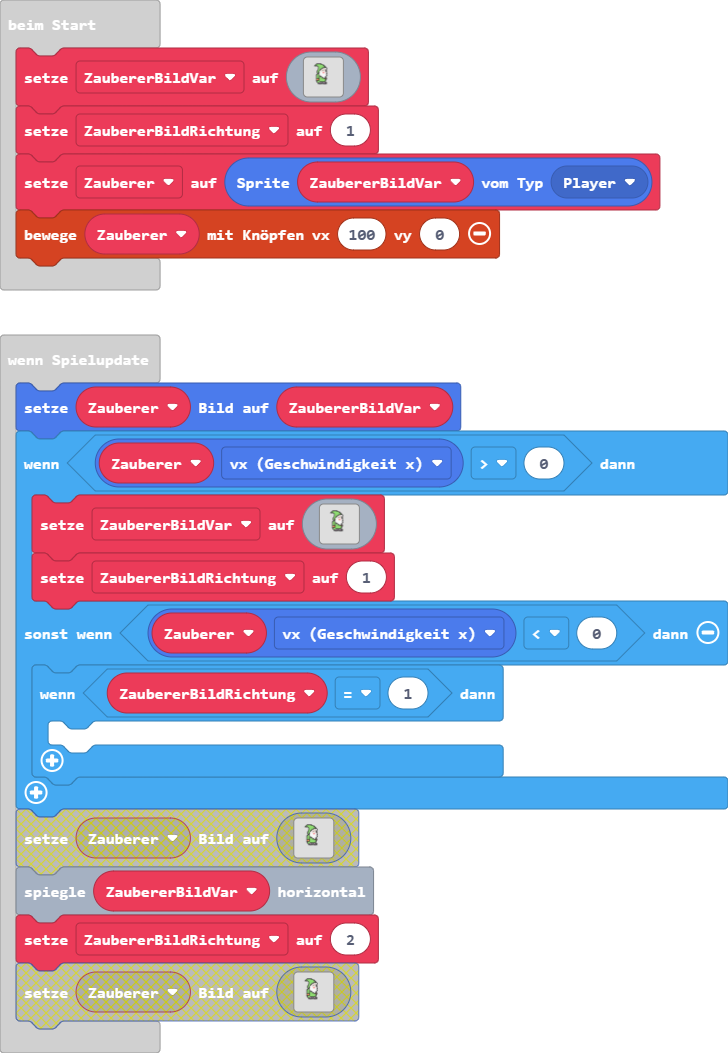 beim Start
setze ZaubererBildVar auf
setze ZaubererBildRichtung auf 1
setze Zauberer auf Sprite ZaubererBildVar vom Typ Player
bewege Zauberer mit Knöpfen vx 100 vy 0
wenn Spielupdate
setze Zauberer Bild auf ZaubererBildVar
wenn Zauberer vx (Geschwindigkeit x) > 0 dann
setze ZaubererBildVar auf
setze ZaubererBildRichtung auf 1
sonst wenn Zauberer vx (Geschwindigkeit x) < 0 dann
wenn ZaubererBildRichtung = 1 dann
setze Zauberer Bild auf
spiegle ZaubererBildVar horizontal
setze ZaubererBildRichtung auf 2
setze Zauberer Bild auf